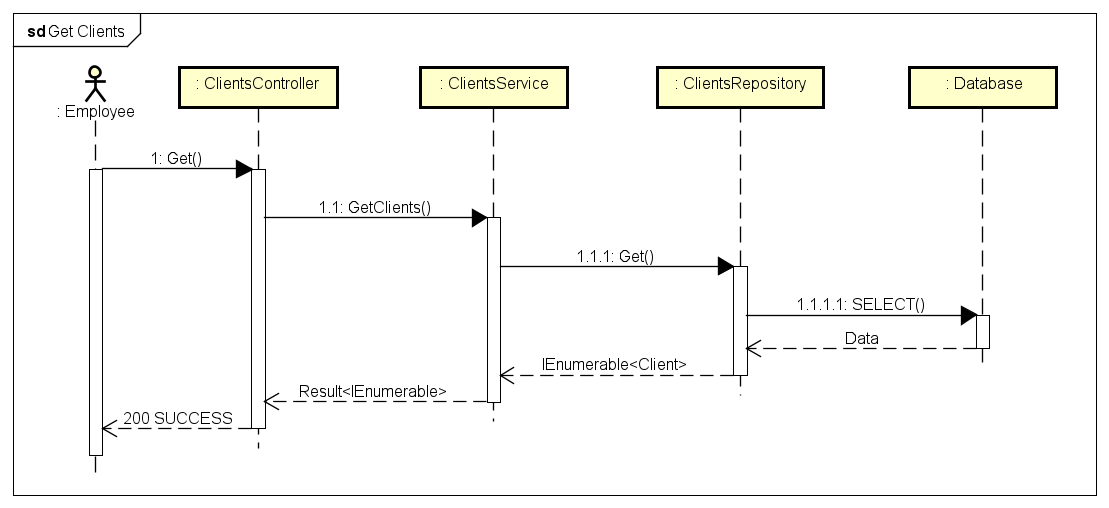 sd Get Clients
: Employee
: ClientsController
: ClientsService
: ClientsRepository
: Database
1: Get()
1.1: GetClients()
1.1.1: Get()
1.1.1.1: SELECT()
Data
IEnumerable<Client>
Result<IEnumerable>
200 SUCCESS